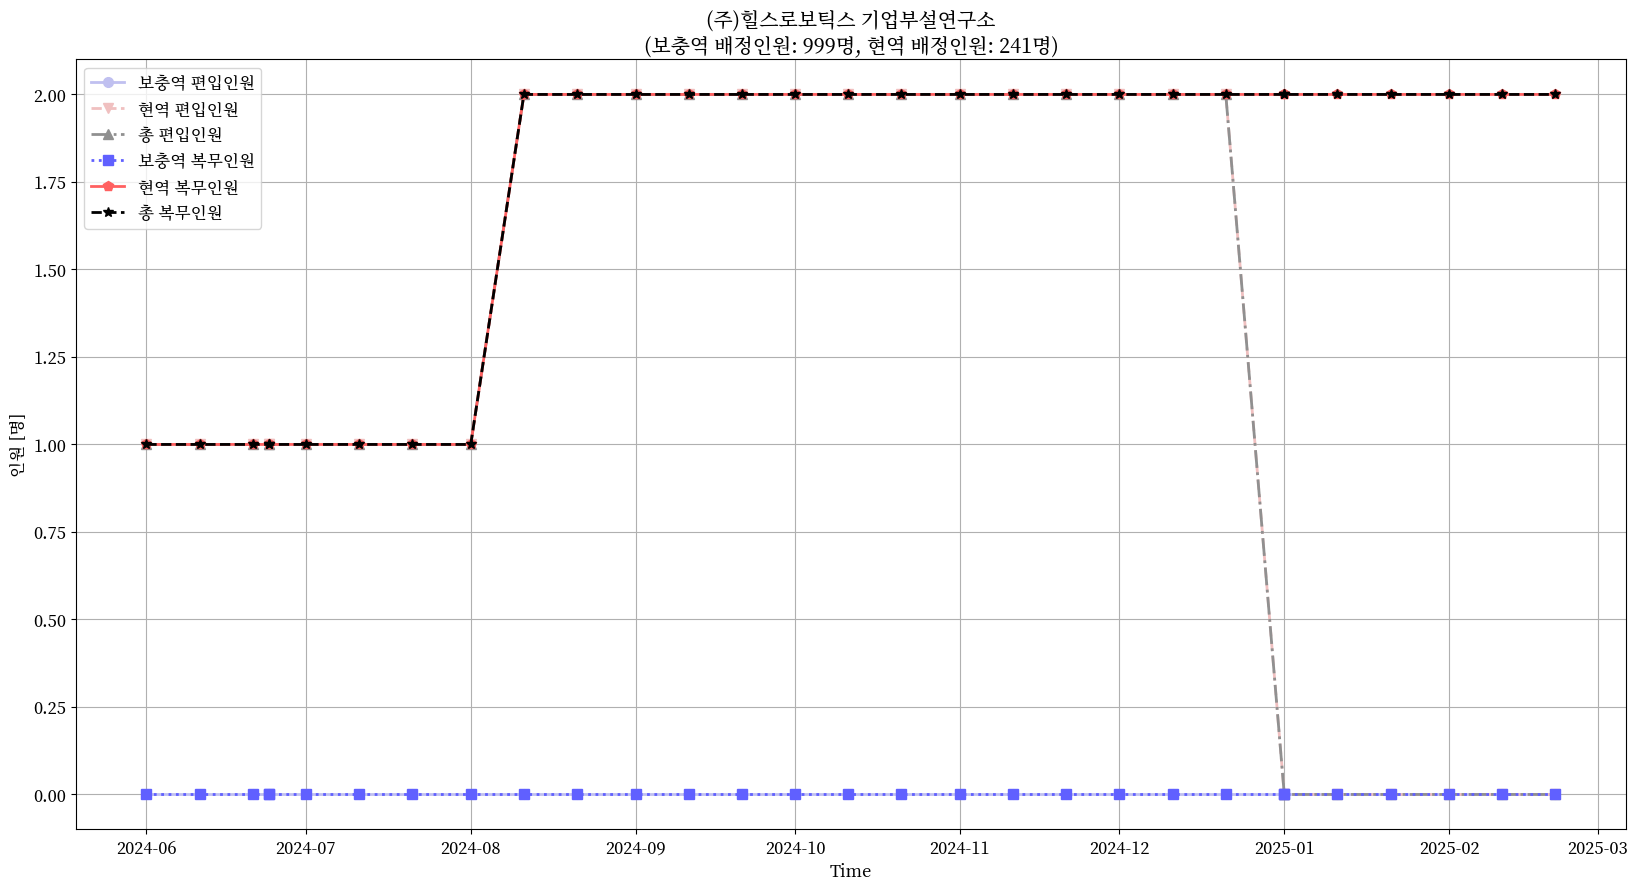 (주)힐스로보틱스 기업부설연구소
(보충역 배정인원: 999명, 현역 배정인원: 241명)
보충역 편입인원
현역 편입인원
총 편입인원
보충역 복무인원
현역 복무인원
총 복무인원
2.00
1.75
1.50
1.25
1.00
0.75
0.50
0.25
0.00
인원 [명]
2024-06 2024-07 2024-08 2024-09 2024-10 2024-11 2024-12 2025-01 2025-02 2025-03
Time